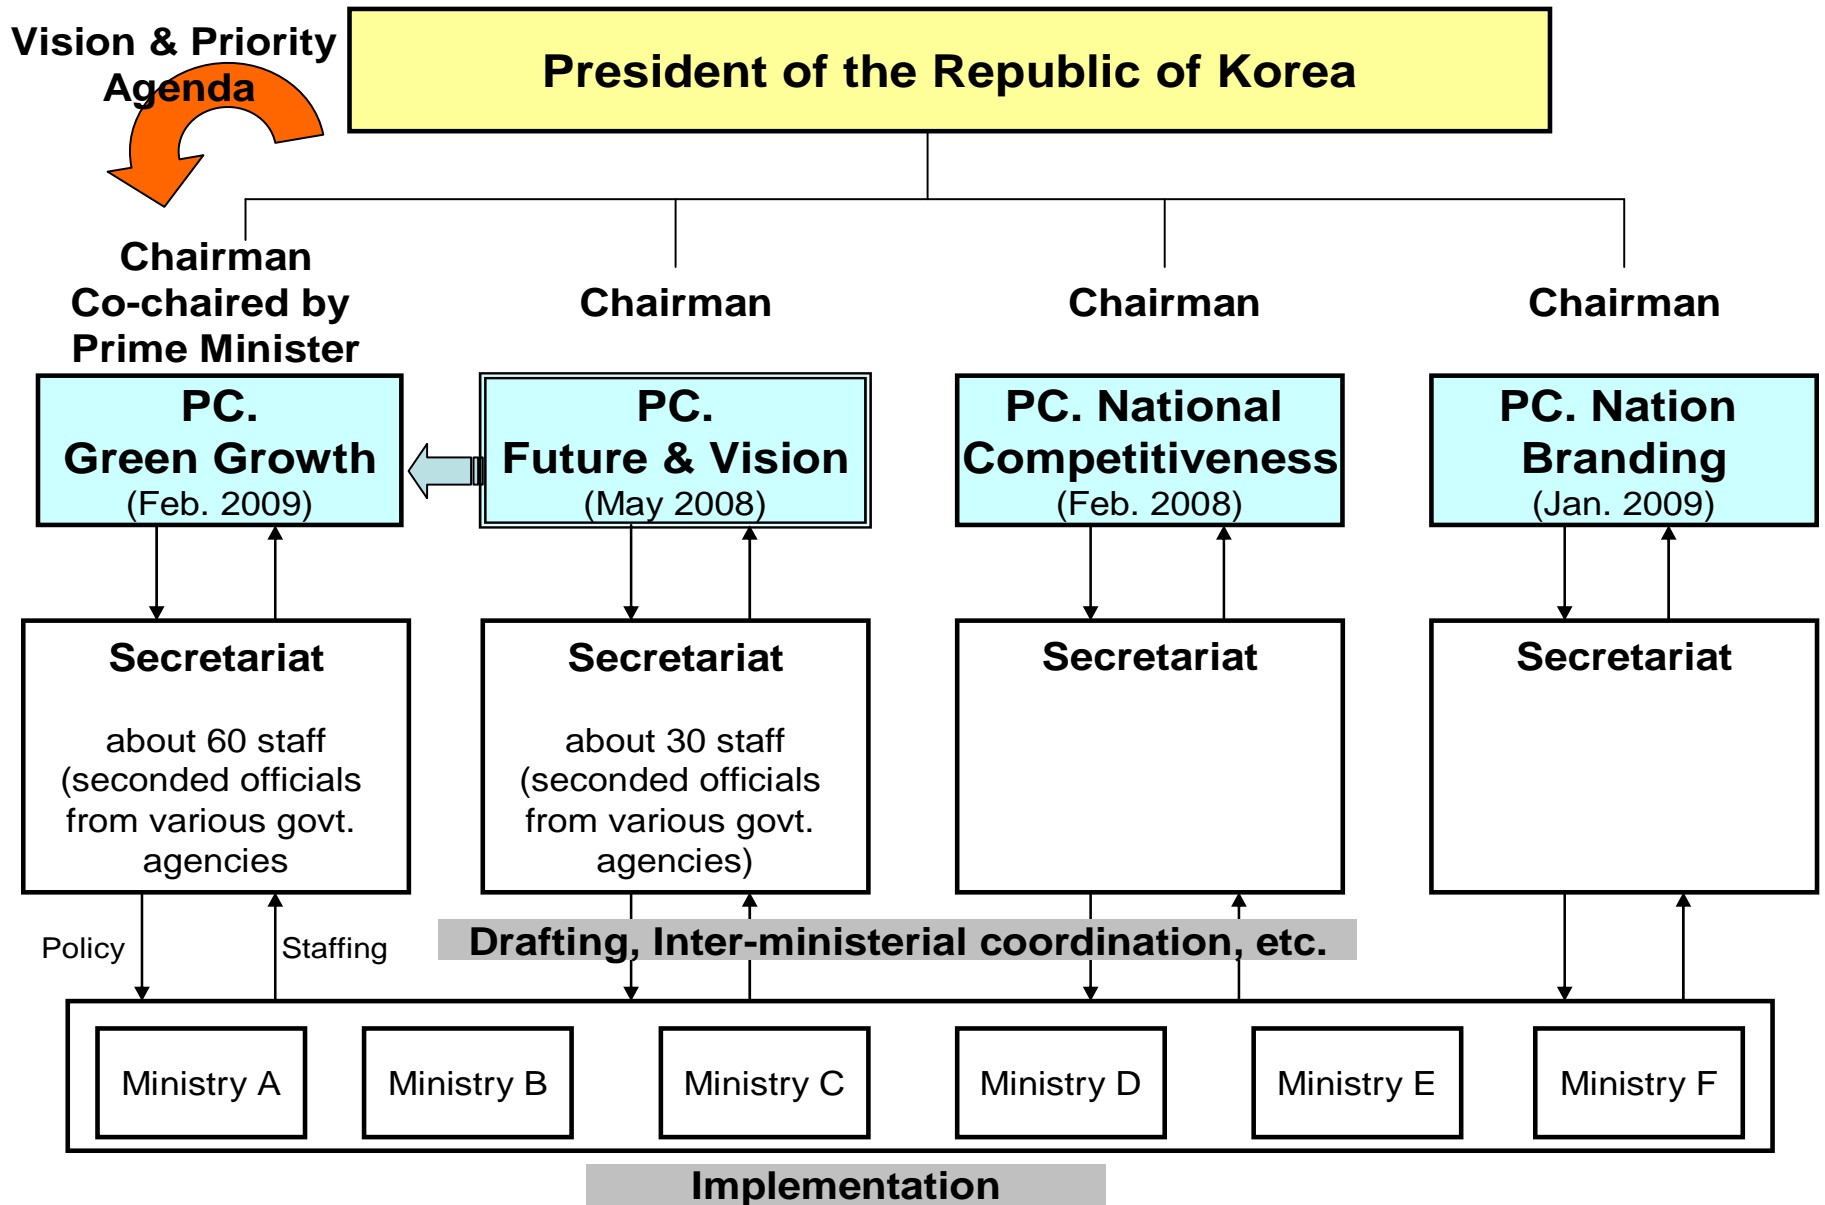 Vision & Priority
Agenda
President of the Republic of Korea
Chairman
Co-chaired by
Prime Minister
Chairman
Chairman
Chairman
PC.
Green Growth
(Feb. 2009)
PC.
Future & Vision
(May 2008)
PC. National
Competitiveness
(Feb. 2008)
PC. Nation
Branding
(Jan. 2009)
Secretariat
about 60 staff
(seconded officials
from various govt.
agencies
Secretariat
about 30 staff
(seconded officials
from various govt.
agencies)
Secretariat
Secretariat
Policy
Staffing
Drafting, Inter-ministerial coordination, etc.
Ministry A
Ministry B
Ministry C
Ministry D
Ministry E
Ministry F
Implementation